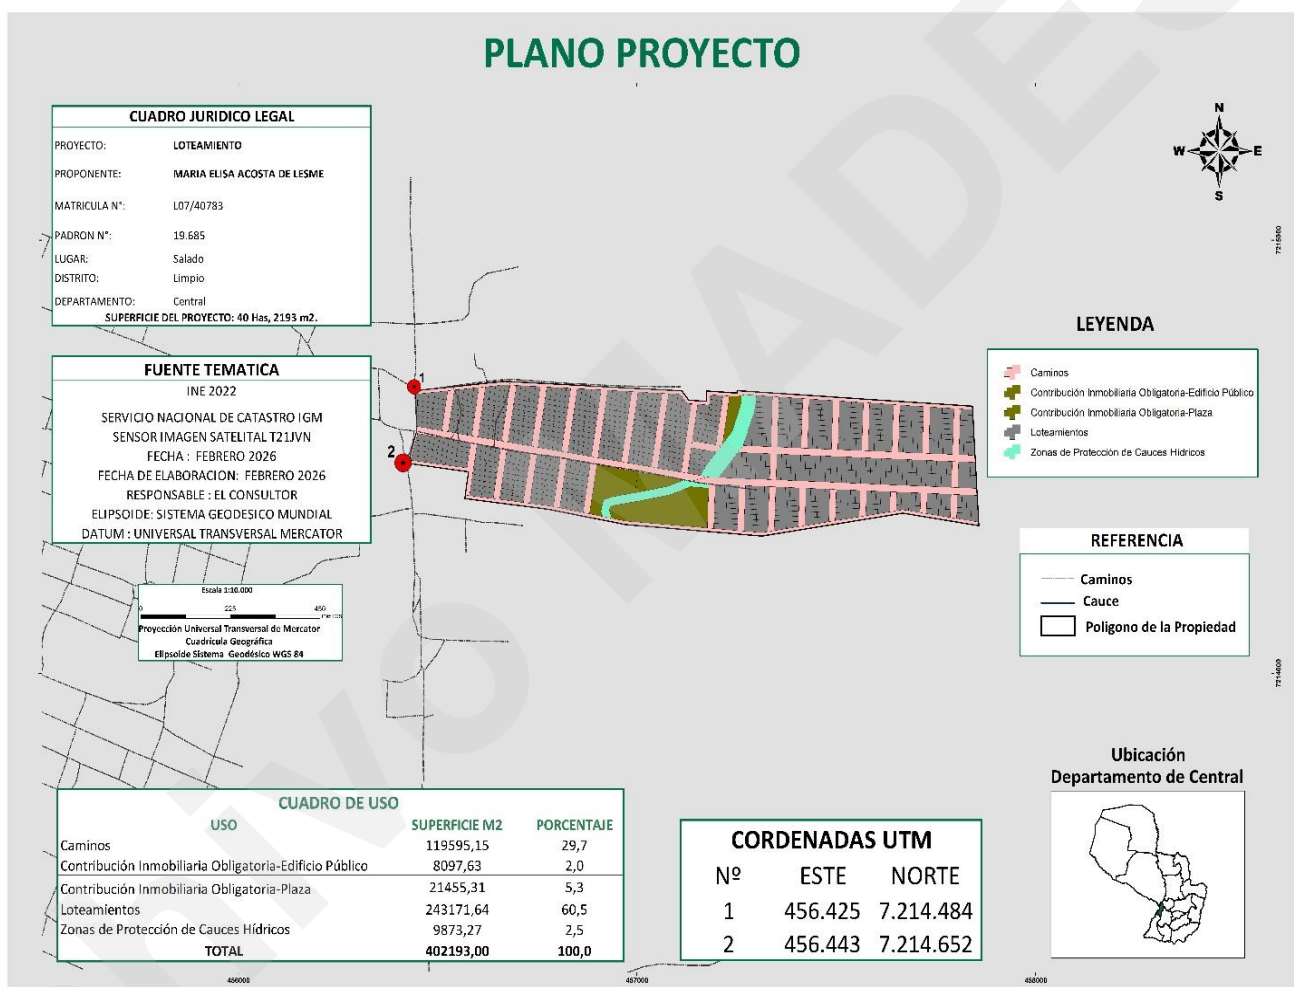 PLANO PROYECTO
CUADRO JURIDICO LEGAL
PROYECTO: LOTEAMIENTO
PROPONENTE: MARIA ELISA ACOSTA DE LESME
MATRICULA N°: L07/40783
PADRON N°: 19.685
LUGAR: Salado
DISTRITO: Limpio
DEPARTAMENTO: Central
SUPERFICIE DEL PROYECTO: 40 Has, 2193 m2.
N
W E
S
7215000
FUENTE TEMATICA
INE 2022
SERVICIO NACIONAL DE CATASTRO IGM
SENSOR IMAGEN SATELITAL T21JVN
FECHA : FEBRERO 2026
FECHA DE ELABORACION: FEBRERO 2026
RESPONSABLE : EL CONSULTOR
ELIPSOIDE: SISTEMA GEODESICO MUNDIAL
DATUM : UNIVERSAL TRANSVERSAL MERCATOR
1
2
LEYENDA
Caminos
Contribución Inmobiliaria Obligatoria-Edificio Público
Contribución Inmobiliaria Obligatoria-Plaza
Loteamientos
Zonas de Protección de Cauces Hídricos
REFERENCIA
Caminos
Cauce
Poligono de la Propiedad
Escala 1:10.000
0 225 450
Proyección Universal Transversal de Mercator
Cuadrícula Geográfica
Elipsoide Sistema Geodésico WGS 84
7214000
Ubicación
Departamento de Central
CUADRO DE USO
USO SUPERFICIE M2 PORCENTAJE
Caminos 119595,15 29,7
Contribución Inmobiliaria Obligatoria-Edificio Público 8097,63 2,0
Contribución Inmobiliaria Obligatoria-Plaza 21455,31 5,3
Loteamientos 243171,64 60,5
Zonas de Protección de Cauces Hídricos 9873,27 2,5
TOTAL 402193,00 100,0
CORDENADAS UTM
Nº ESTE NORTE
1 456.425 7.214.484
2 456.443 7.214.652
456000 457000 458000